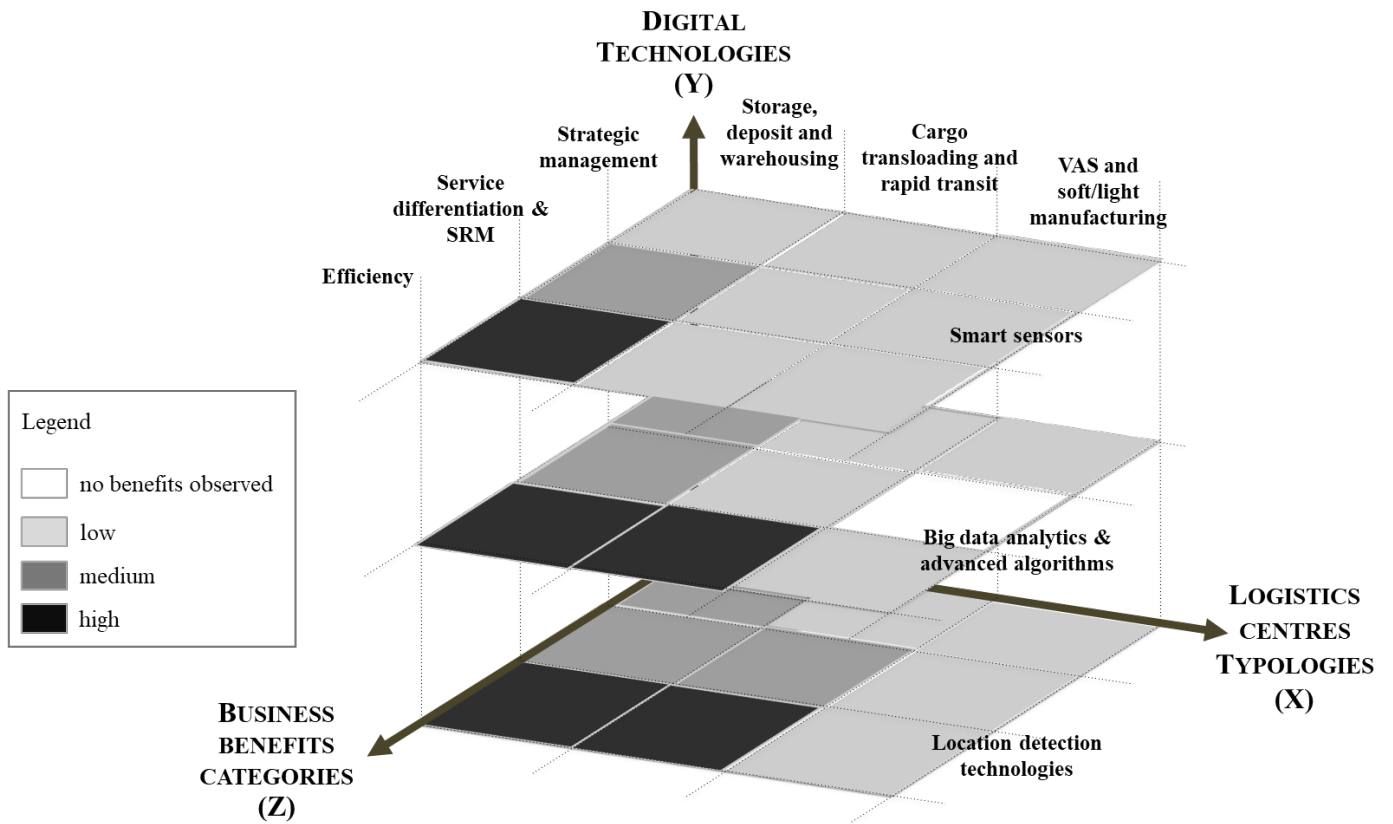 DIGITAL
TECHNOLOGIES
(Y)
Storage,
deposit and
warehousing
Strategic
management
Cargo
transloading and
rapid transit
VAS and
soft/light
manufacturing
Service
differentiation &
SRM
Efficiency
Smart sensors
Legend
no benefits observed
low
medium
high
Big data analytics &
advanced algorithms
LOGISTICS
CENTRES
TYPOLOGIES
(X)
BUSINESS
BENEFITS
CATEGORIES
(Z)
Location detection
technologies